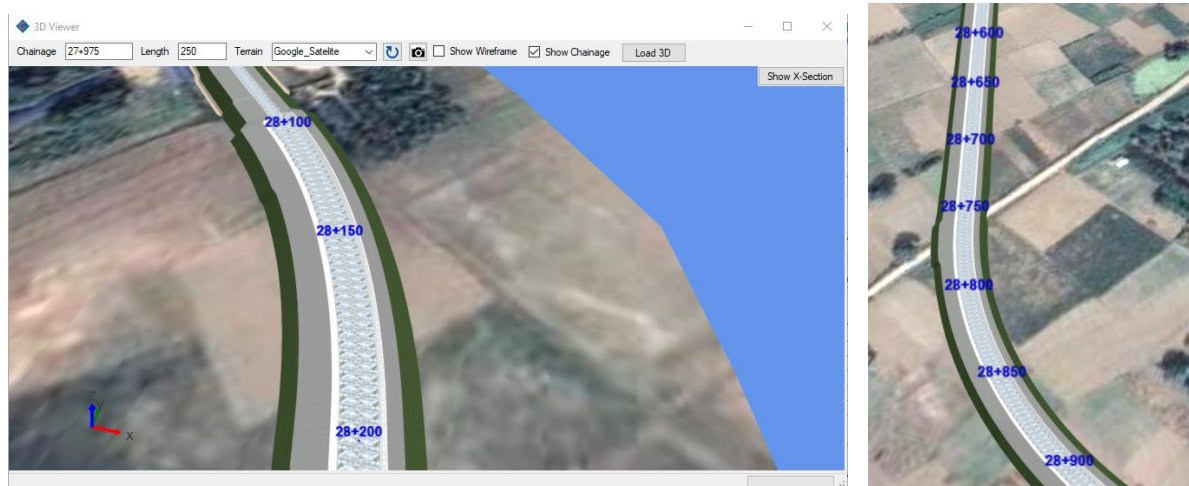 3D Viewer
Chainage 27+975 Length 250 Terrain Google_Satelite Show Wireframe Show Chainage Load 3D
Show X-Section
28+100
28+150
28+200
Z
Y
X
28+600
28+650
28+700
28+750
28+800
28+850
28+900